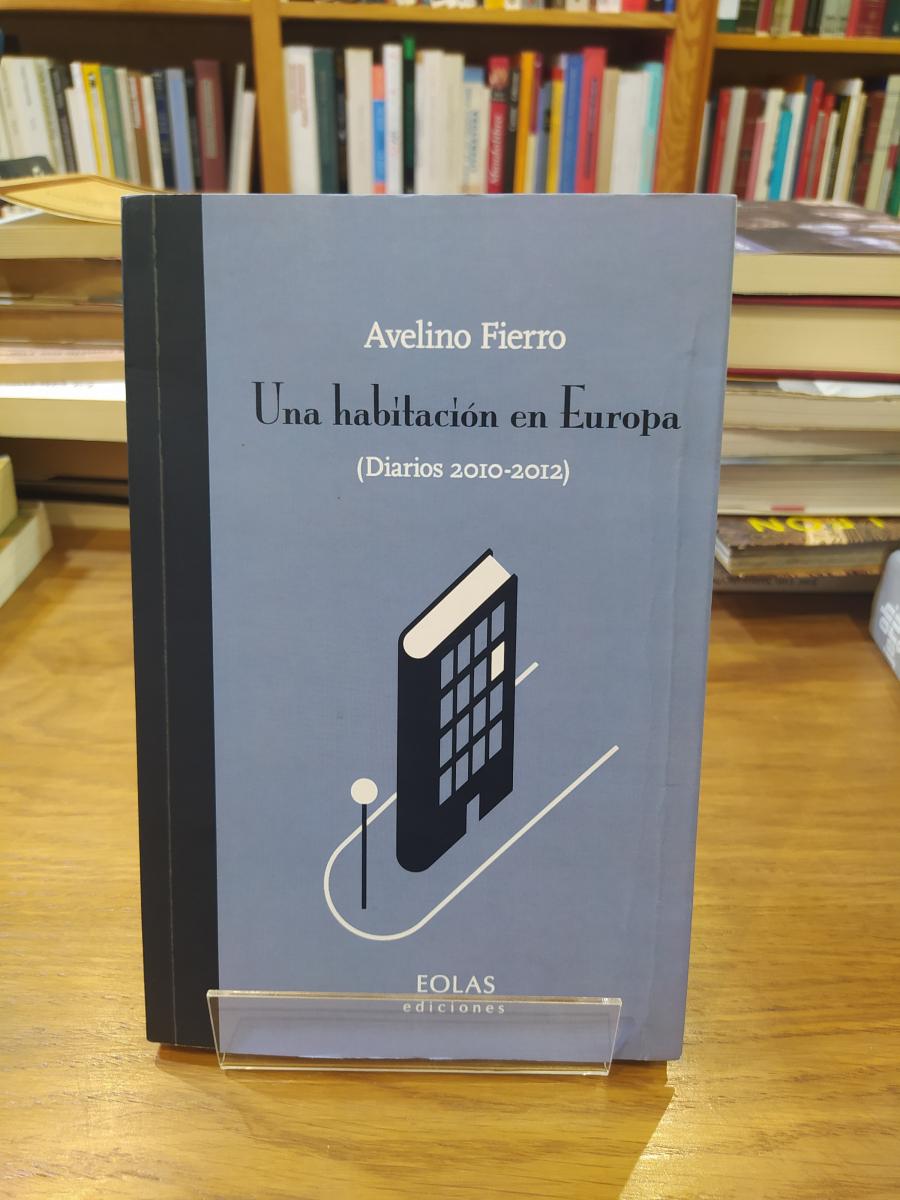 Avelino Fierro
Una habitación en Europa
(Diarios 2010-2012)
EOLAS
ediciones